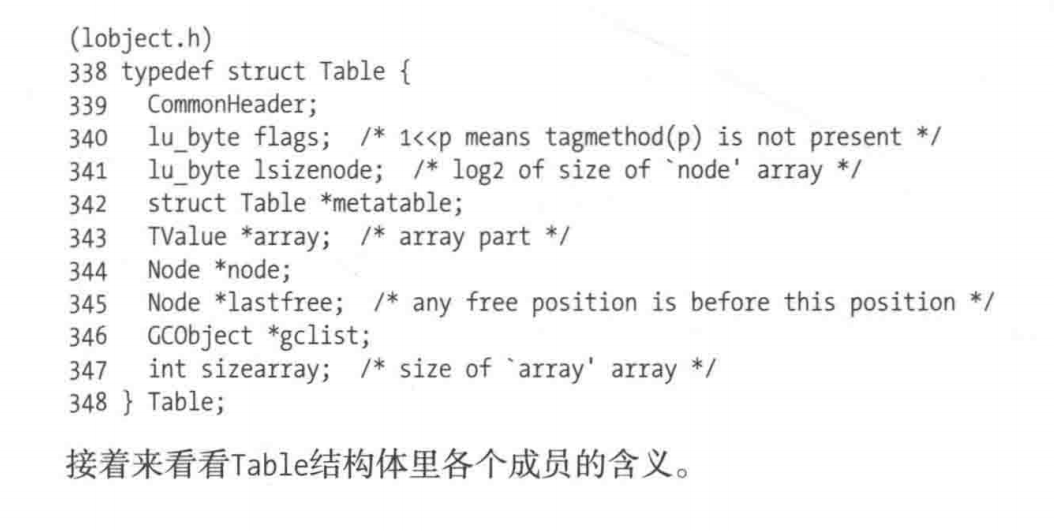 (lobject.h)
338 typedef struct Table {
339   CommonHeader;
340   lu_byte flags;  /* 1<<p means tagmethod(p) is not present */
341   lu_byte lsizenode;  /* log2 of size of `node' array */
342   struct Table *metatable;
343   TValue *array;  /* array part */
344   Node *node;
345   Node *lastfree;  /* any free position is before this position */
346   GCObject *gclist;
347   int sizearray;  /* size of `array' array */
348 } Table;
接着来看看Table结构体里各个成员的含义。